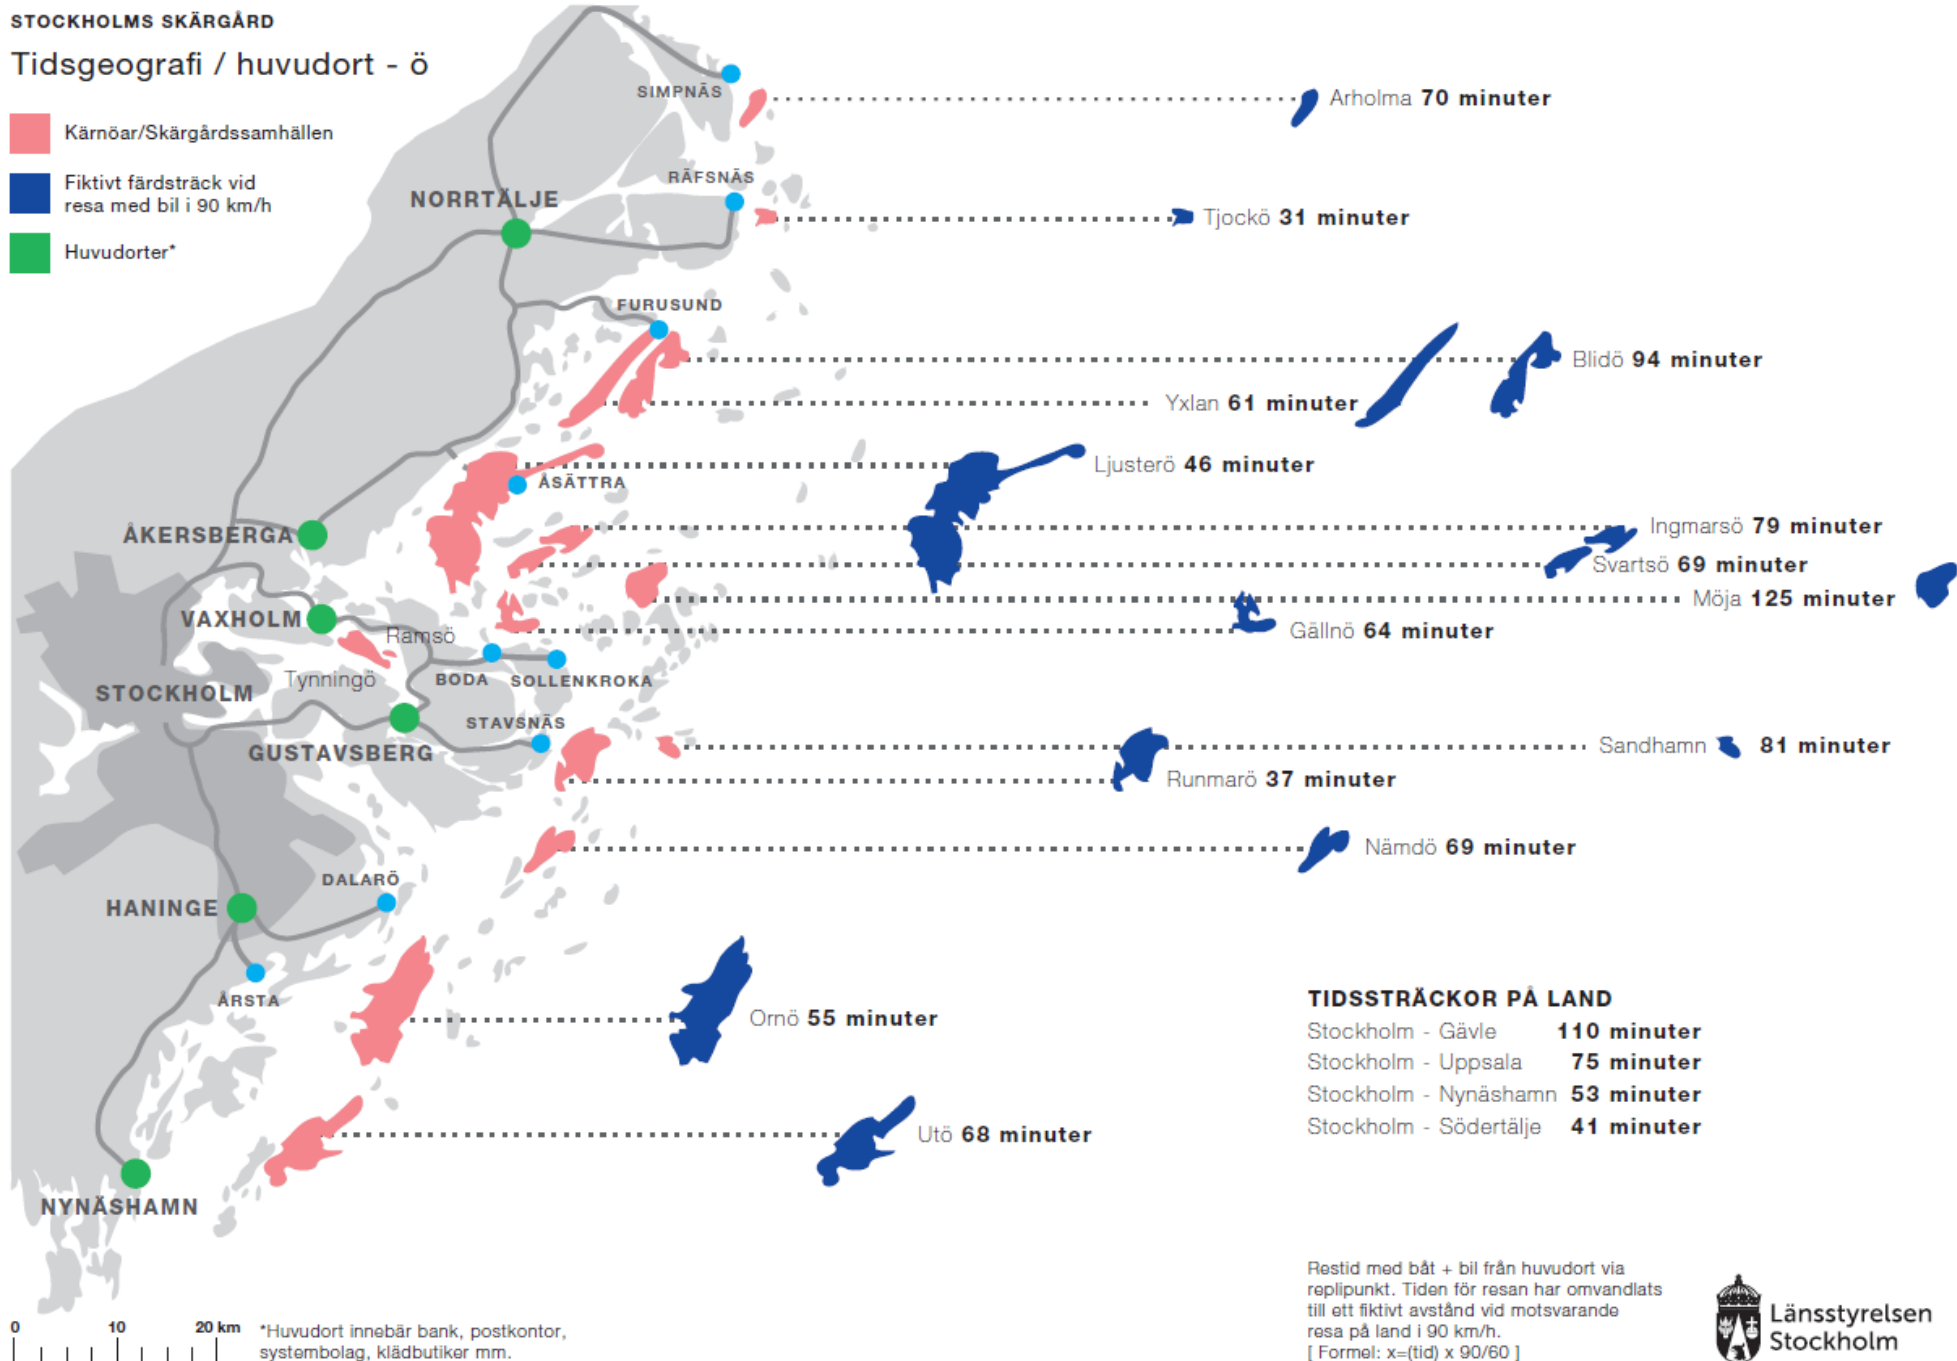 STOCKHOLMS SKÄRGÅRD
Tidsgeografi / huvudort - ö
Kärnöar/Skärgårdssamhällen
Fiktivt färdsträck vid
resa med bil i 90 km/h
Huvudorter*
SIMPNÄS
Arholma 70 minuter
RÄFSNÄS
NORRTÄLJE
Tjockö 31 minuter
FURUSUND
Blidö 94 minuter
Yxlan 61 minuter
Ljusterö 46 minuter
ÅSÄTTRA
Ingmarsö 79 minuter
ÅKERSBERGA
Svartsö 69 minuter
Möja 125 minuter
VAXHOLM
Ramsö
Gällnö 64 minuter
Tynningö
BODA
SOLLENKROKA
STOCKHOLM
STAVSNÄS
GUSTAVSBERG
Sandhamn 81 minuter
Runmarö 37 minuter
Nämdö 69 minuter
DALARÖ
HANINGE
ÅRSTA
Ornö 55 minuter
TIDSSTRÄCKOR PÅ LAND
Stockholm - Gävle 110 minuter
Stockholm - Uppsala 75 minuter
Stockholm - Nynäshamn 53 minuter
Stockholm - Södertälje 41 minuter
Utö 68 minuter
NYNÄSHAMN
0 10 20 km
*Huvudort innebär bank, postkontor,
systembolag, klädbutiker mm.
Restid med båt + bil från huvudort via
replipunkt. Tiden för resan har omvandlats
till ett fiktivt avstånd vid motsvarande
resa på land i 90 km/h.
[ Formel: x=(tid) x 90/60 ]
Länsstyrelsen
Stockholm